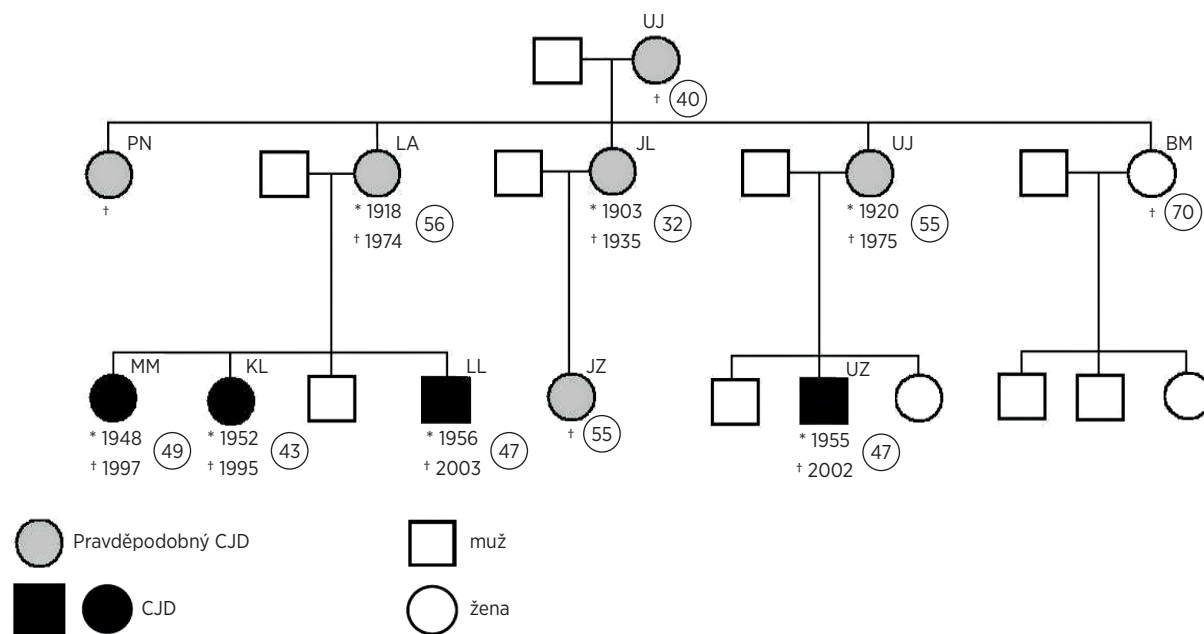 UJ
† 40
PN
LA
JL
UJ
BM
†
* 1918
† 1974
56
* 1903
† 1935
32
* 1920
† 1975
55
† 70
MM
KL
LL
JZ
UZ
* 1948
† 1997
49
* 1952
† 1995
43
* 1956
† 2003
47
† 55
* 1955
† 2002
47
Pravděpodobný CJD
muž
CJD
žena